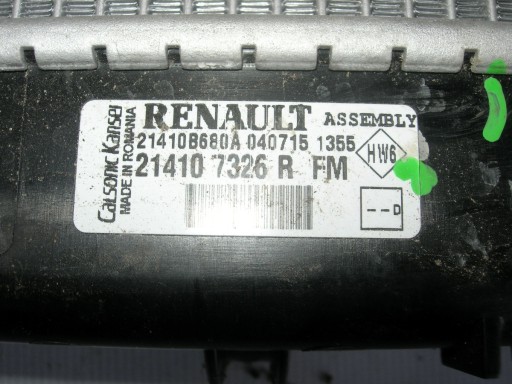 Calsonic Kansei
MADE IN ROMANIA
RENAULT ASSEMBLY
21410B680A 040715 1355
21410 7326 R FM
HW6
--D